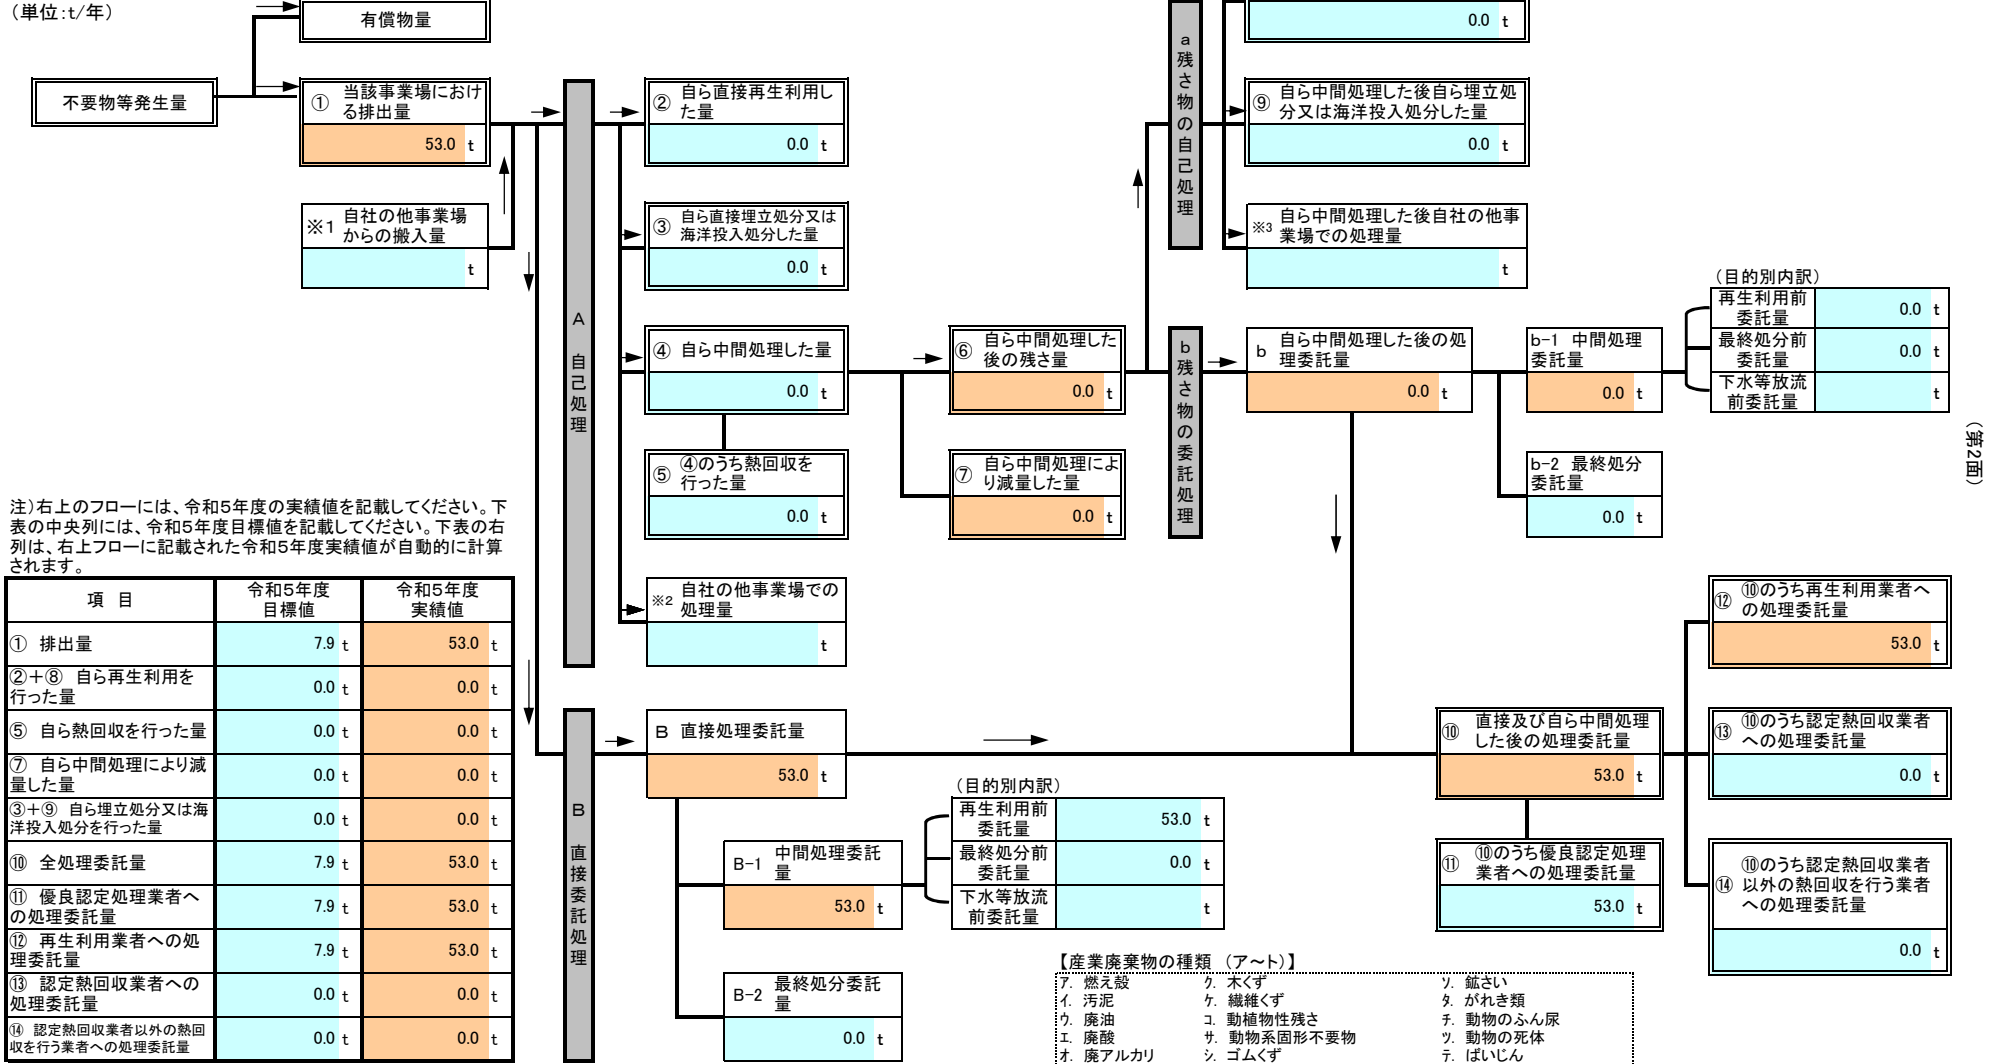 （単位：t/年）
有償物量
不要物等発生量
① 当該事業場におけ
る排出量
53.0 t
※1 自社の他事業場
からの搬入量
t
A 自己処理
② 自ら直接再生利用し
た量
0.0 t
③ 自ら直接埋立処分又は
海洋投入処分した量
0.0 t
④ 自ら中間処理した量
0.0 t
⑤ ④のうち熱回収を
行った量
0.0 t
※2 自社の他事業場での
処理量
t
⑥ 自ら中間処理した
後の残さ量
0.0 t
⑦ 自ら中間処理によ
り減量した量
0.0 t
a 残さ物の自己処理
0.0 t
⑨ 自ら中間処理した後自ら埋立処
分又は海洋投入処分した量
0.0 t
※3 自ら中間処理した後自社の他事
業場での処理量
t
b 残さ物の委託処理
b 自ら中間処理した後の処
理委託量
0.0 t
b-1 中間処理
委託量
0.0 t
（目的別内訳）
再生利用前
委託量
0.0 t
最終処分前
委託量
0.0 t
下水等放流
前委託量
t
b-2 最終処分
委託量
0.0 t
（第2面）
注）右上のフローには、令和5年度の実績値を記載してください。下
表の中央列には、令和5年度目標値を記載してください。下表の右
列は、右上フローに記載された令和5年度実績値が自動的に計算
されます。
項 目 令和5年度 令和5年度
目標値 実績値
① 排出量 7.9 t 53.0 t
②＋⑧ 自ら再生利用を
行った量 0.0 t 0.0 t
⑤ 自ら熱回収を行った量 0.0 t 0.0 t
⑦ 自ら中間処理により減
量した量 0.0 t 0.0 t
③＋⑨ 自ら埋立処分又は海
洋投入処分を行った量 0.0 t 0.0 t
⑩ 全処理委託量 7.9 t 53.0 t
⑪ 優良認定処理業者へ
の処理委託量 7.9 t 53.0 t
⑫ 再生利用業者への処
理委託量 7.9 t 53.0 t
⑬ 認定熱回収業者への
処理委託量 0.0 t 0.0 t
⑭ 認定熱回収業者以外の熱回
収を行う業者への処理委託量 0.0 t 0.0 t
B 直接委託処理
B 直接処理委託量
53.0 t
B-1 中間処理委託
量
53.0 t
（目的別内訳）
再生利用前
委託量
53.0 t
最終処分前
委託量
0.0 t
下水等放流
前委託量
t
B-2 最終処分委託
量
0.0 t
⑩ 直接及び自ら中間処理
した後の処理委託量
53.0 t
⑪ ⑩のうち優良認定処理
業者への処理委託量
53.0 t
⑫ ⑩のうち再生利用業者へ
の処理委託量
53.0 t
⑬ ⑩のうち認定熱回収業者
への処理委託量
0.0 t
⑭ ⑩のうち認定熱回収業者
以外の熱回収を行う業者
への処理委託量
0.0 t
【産業廃棄物の種類 （ア～ト）】
ア. 燃え殻 ク. 木くず ソ. 鉱さい
イ. 汚泥 ケ. 繊維くず タ. がれき類
ウ. 廃油 コ. 動植物性残さ チ. 動物のふん尿
エ. 廃酸 サ. 動物系固形不要物 ツ. 動物の死体
オ. 廃アルカリ シ. ゴムくず テ. ばいじん